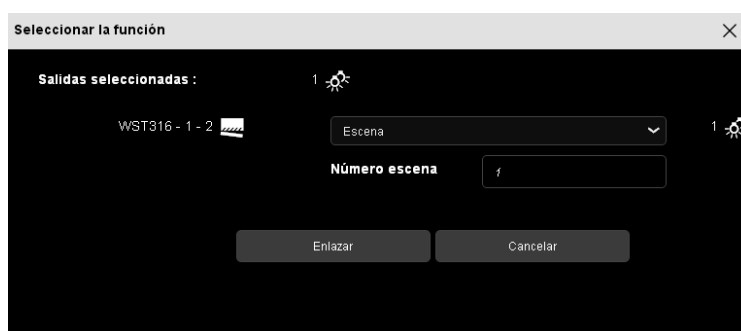 Seleccionar la función
Salidas seleccionadas :
1
WST316 - 1 - 2
Escena
1
Número escena
1
Enlazar
Cancelar